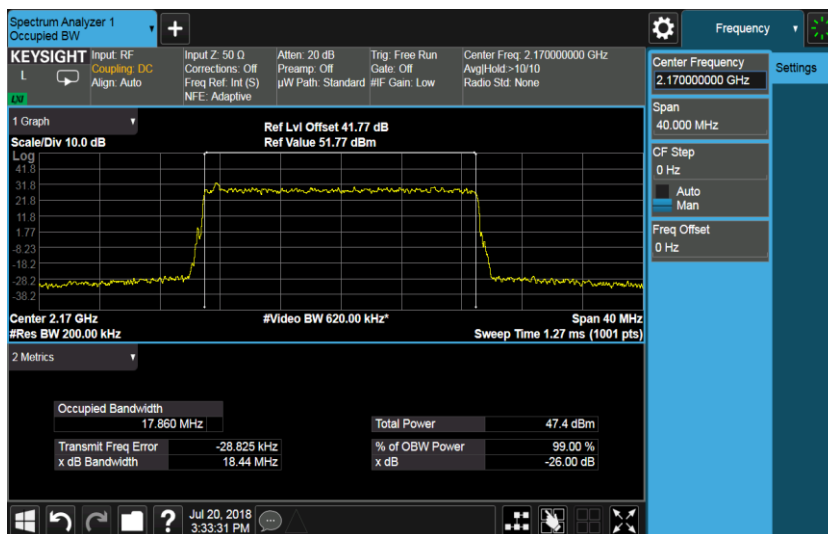 Spectrum Analyzer 1
Occupied BW
+
Frequency
KEYSIGHT
L
LXI
Input: RF
Coupling: DC
Align: Auto
Input Z: 50 Ω
Corrections: Off
Freq Ref: Int (S)
NFE: Adaptive
Atten: 20 dB
Preamp: Off
µW Path: Standard
Trig: Free Run
Gate: Off
#IF Gain: Low
Center Freq: 2.170000000 GHz
Avg|Hold:>10/10
Radio Std: None
Center Frequency
2.170000000 GHz
Settings
Span
40.000 MHz
CF Step
0 Hz
Auto
Man
Freq Offset
0 Hz
1 Graph
Scale/Div 10.0 dB
Ref Lvl Offset 41.77 dB
Ref Value 51.77 dBm
Log
41.8
31.8
21.8
11.8
1.77
-8.23
-18.2
-28.2
-38.2
Center 2.17 GHz
#Video BW 620.00 kHz*
Span 40 MHz
#Res BW 200.00 kHz
Sweep Time 1.27 ms (1001 pts)
2 Metrics
Occupied Bandwidth
17.860 MHz
Total Power 47.4 dBm
Transmit Freq Error -28.825 kHz
% of OBW Power 99.00 %
x dB Bandwidth 18.44 MHz
x dB -26.00 dB
?
Jul 20, 2018
3:33:31 PM